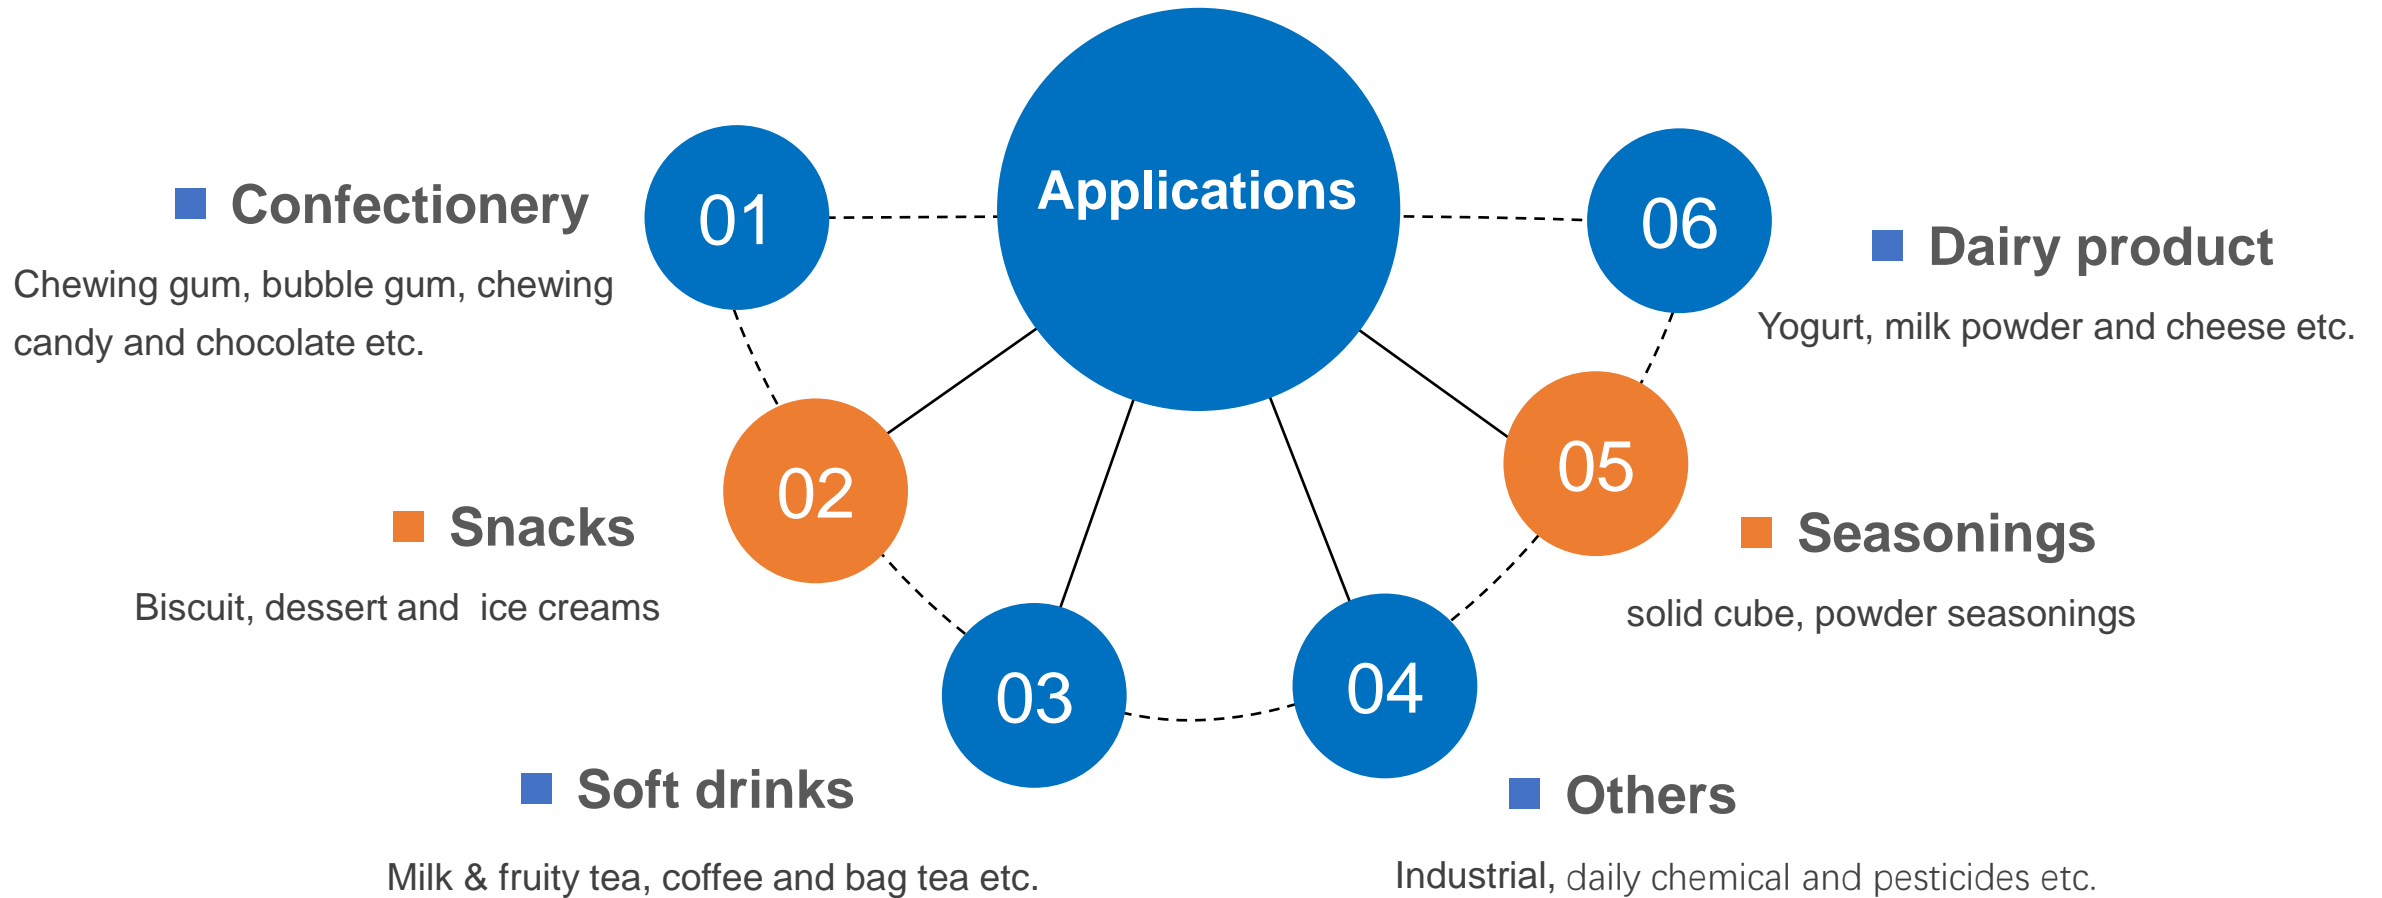 Applications
01
Confectionery
Chewing gum, bubble gum, chewing
candy and chocolate etc.
02
Snacks
Biscuit, dessert and  ice creams
03
Soft drinks
Milk & fruity tea, coffee and bag tea etc.
04
Others
Industrial, daily chemical and pesticides etc.
05
Seasonings
solid cube, powder seasonings
06
Dairy product
Yogurt, milk powder and cheese etc.